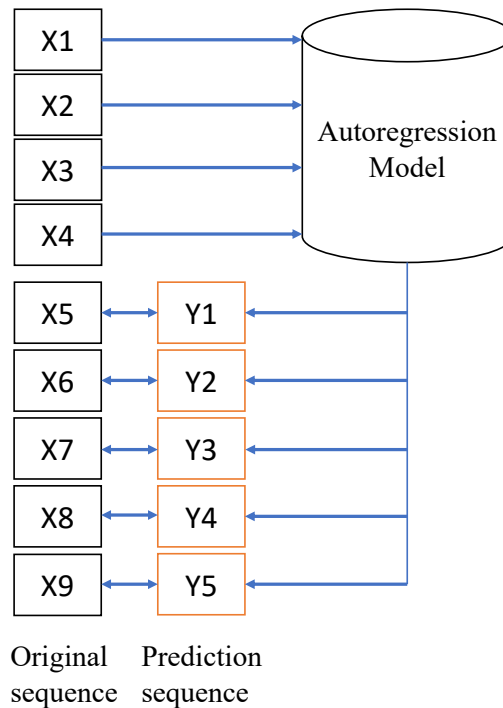 X1
X2
X3
X4
Autoregression
Model
X5 Y1
X6 Y2
X7 Y3
X8 Y4
X9 Y5
Original
sequence
Prediction
sequence